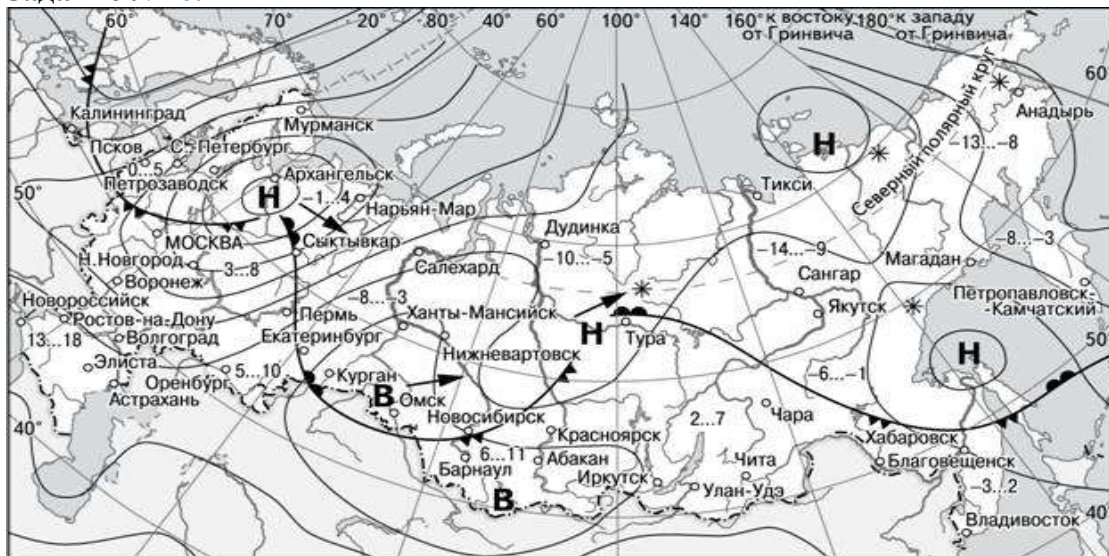 60°
70°
20°
80°
100°
140°
160°
к востоку
от Гринвича
180°
к западу
от Гринвича
60°
Калининград
Мурманск
Псков
С.-Петербург
0...5
Петрозаводск
Архангельск
Н
-1...4
Нарьян-Мар
50°
МОСКВА
Сыктывкар
Н.Новгород
3...8
Воронеж
Салехард
Дудинка
-10...-5
Тикси
Н
Северный полярный круг
-13...-8
Анадырь
-14...-9
-8...-3
Магадан
Сангар
Якутск
Петропавловск-
-Камчатский
Новороссийск
Ростов-на-Дону
13...18
Волгоград
Пермь
-8...-3
Ханты-Мансийск
Н
Тура
Екатеринбург
Нижневартовск
Элиста
Оренбург
5...10
Курган
В
Омск
Астрахань
40°
Новосибирск
6...11
Барнаул
Красноярск
Абакан
В
Иркутск
2...7
Чара
Чита
Улан-Удэ
-6...-1
Н
50°
Хабаровск
Благовещенск
-3...2
40°
Владивосток